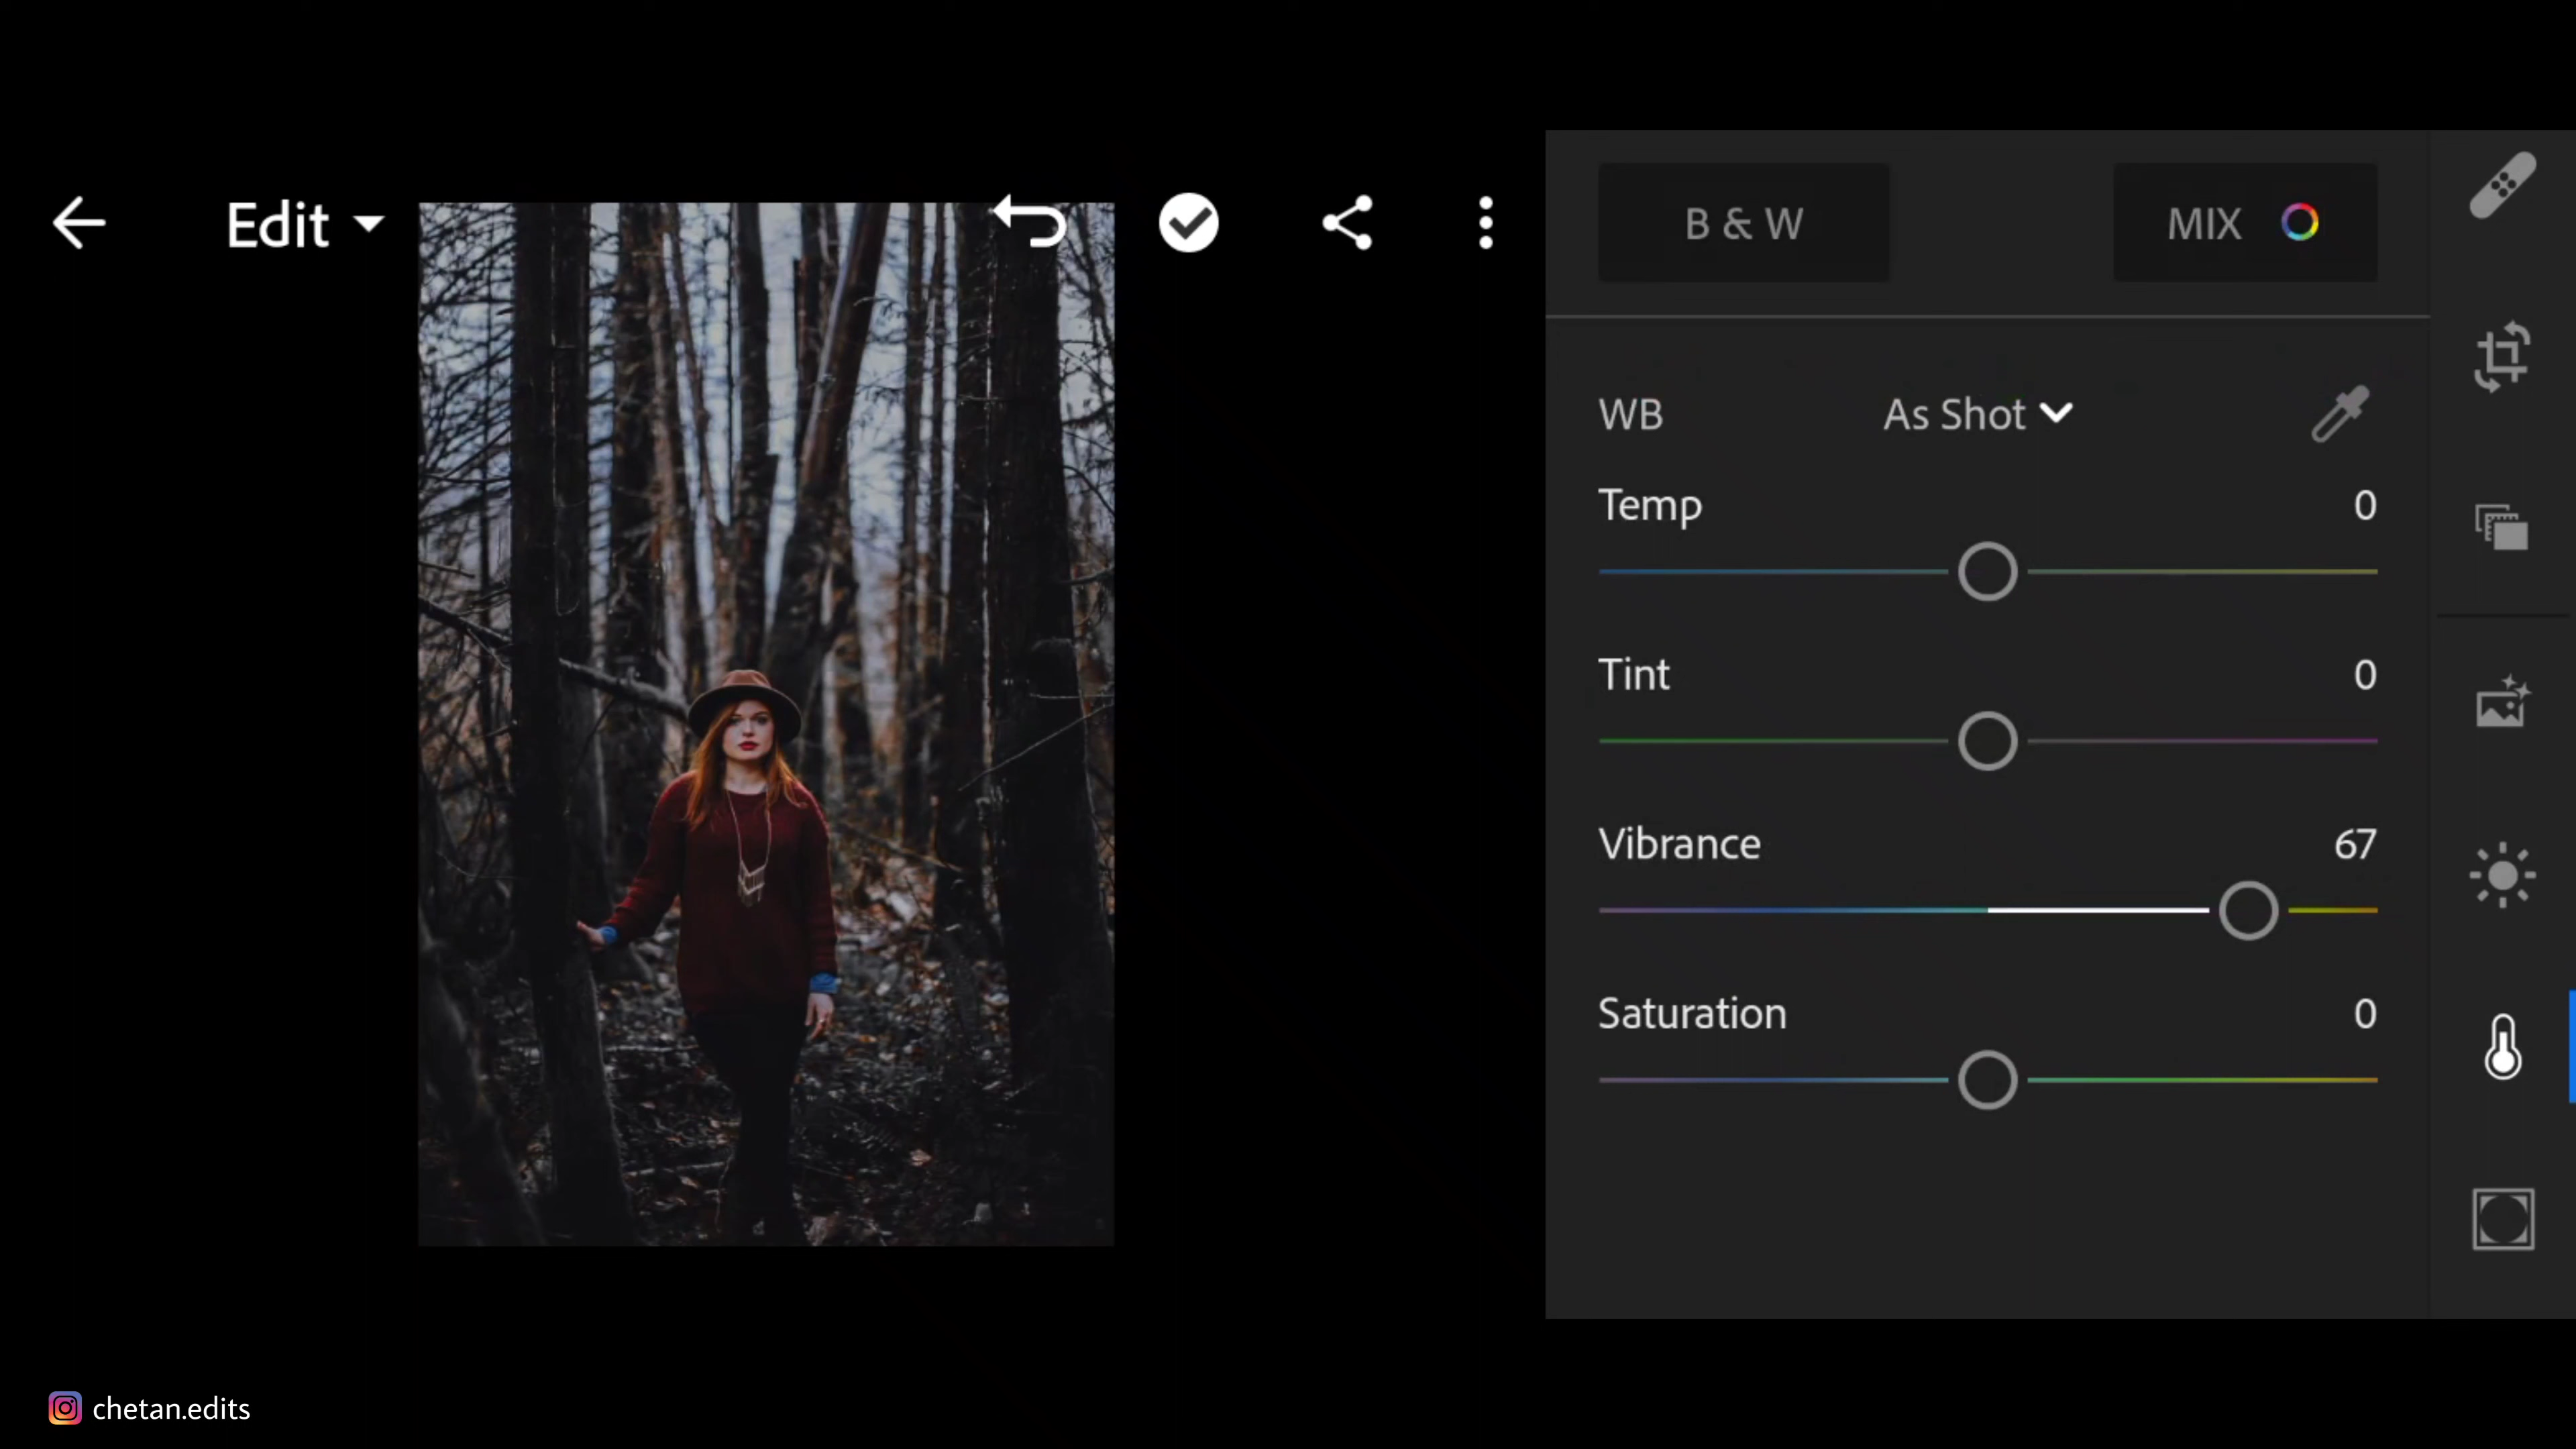 Edit
B & W
MIX
WB As Shot
Temp 0
Tint 0
Vibrance 67
Saturation 0
chetan.edits